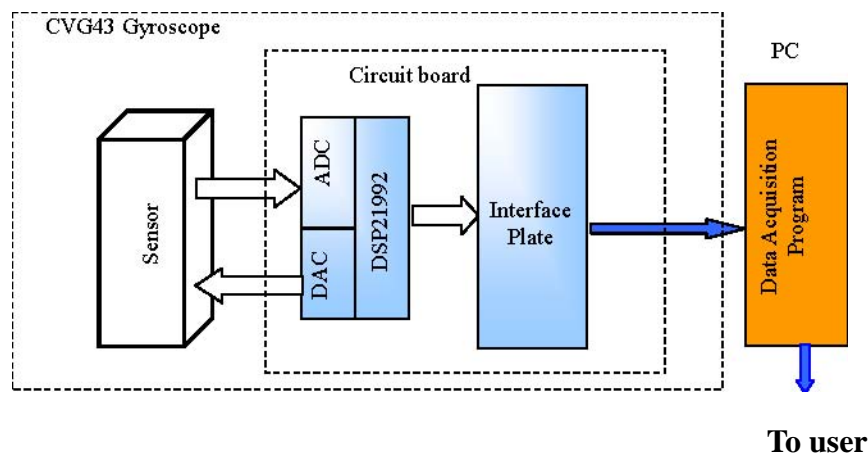 CVG43 Gyroscope
PC
Circuit board
Sensor
ADC
DAC
DSP21992
Interface
Plate
Data Acquisition
Program
To user